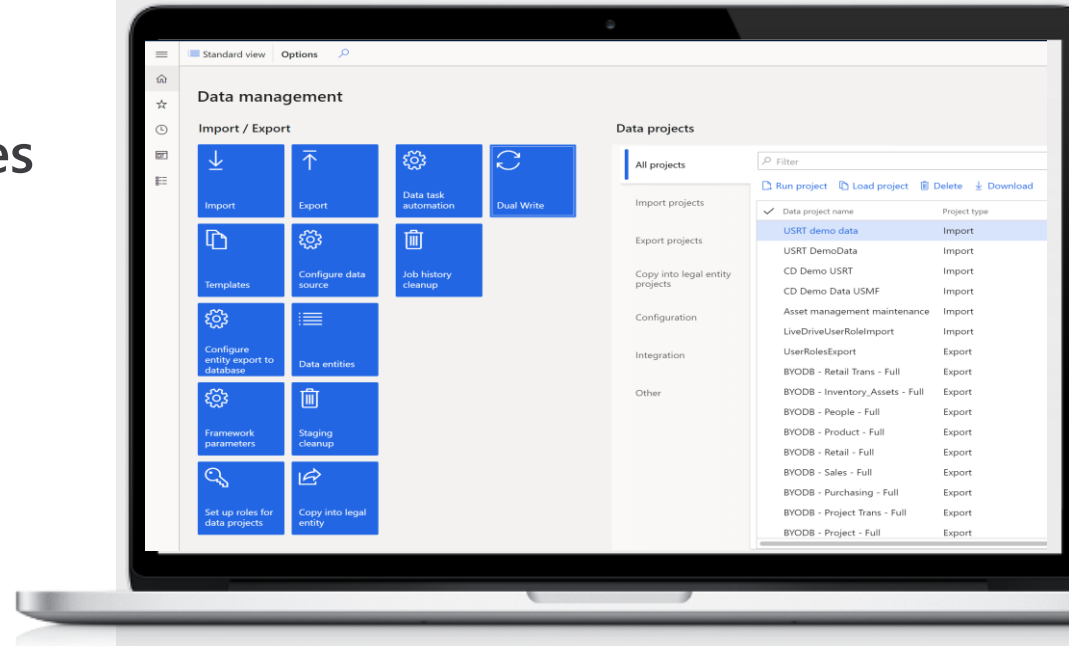 es
Standard view Options
Data management
Import / Export
Import
Export
Data task
automation
Dual Write
Templates
Configure data
source
Job history
cleanup
Configure
entity export to
database
Data entities
Framework
parameters
Staging
cleanup
Set up roles for
data projects
Copy into legal
entity
Data projects
All projects
Import projects
Export projects
Copy into legal entity
projects
Configuration
Integration
Other
Filter
Run project Load project Delete Download
Data project name Project type
USRT demo data Import
USRT DemoData Import
CD Demo USRT Import
CD Demo Data USMF Import
Asset management maintenance Import
LiveDriveUserRoleImport Import
UserRolesExport Export
BYODB - Retail Trans - Full Export
BYODB - Inventory_Assets - Full Export
BYODB - People - Full Export
BYODB - Product - Full Export
BYODB - Retail - Full Export
BYODB - Sales - Full Export
BYODB - Purchasing - Full Export
BYODB - Project Trans - Full Export
BYODB - Project - Full Export